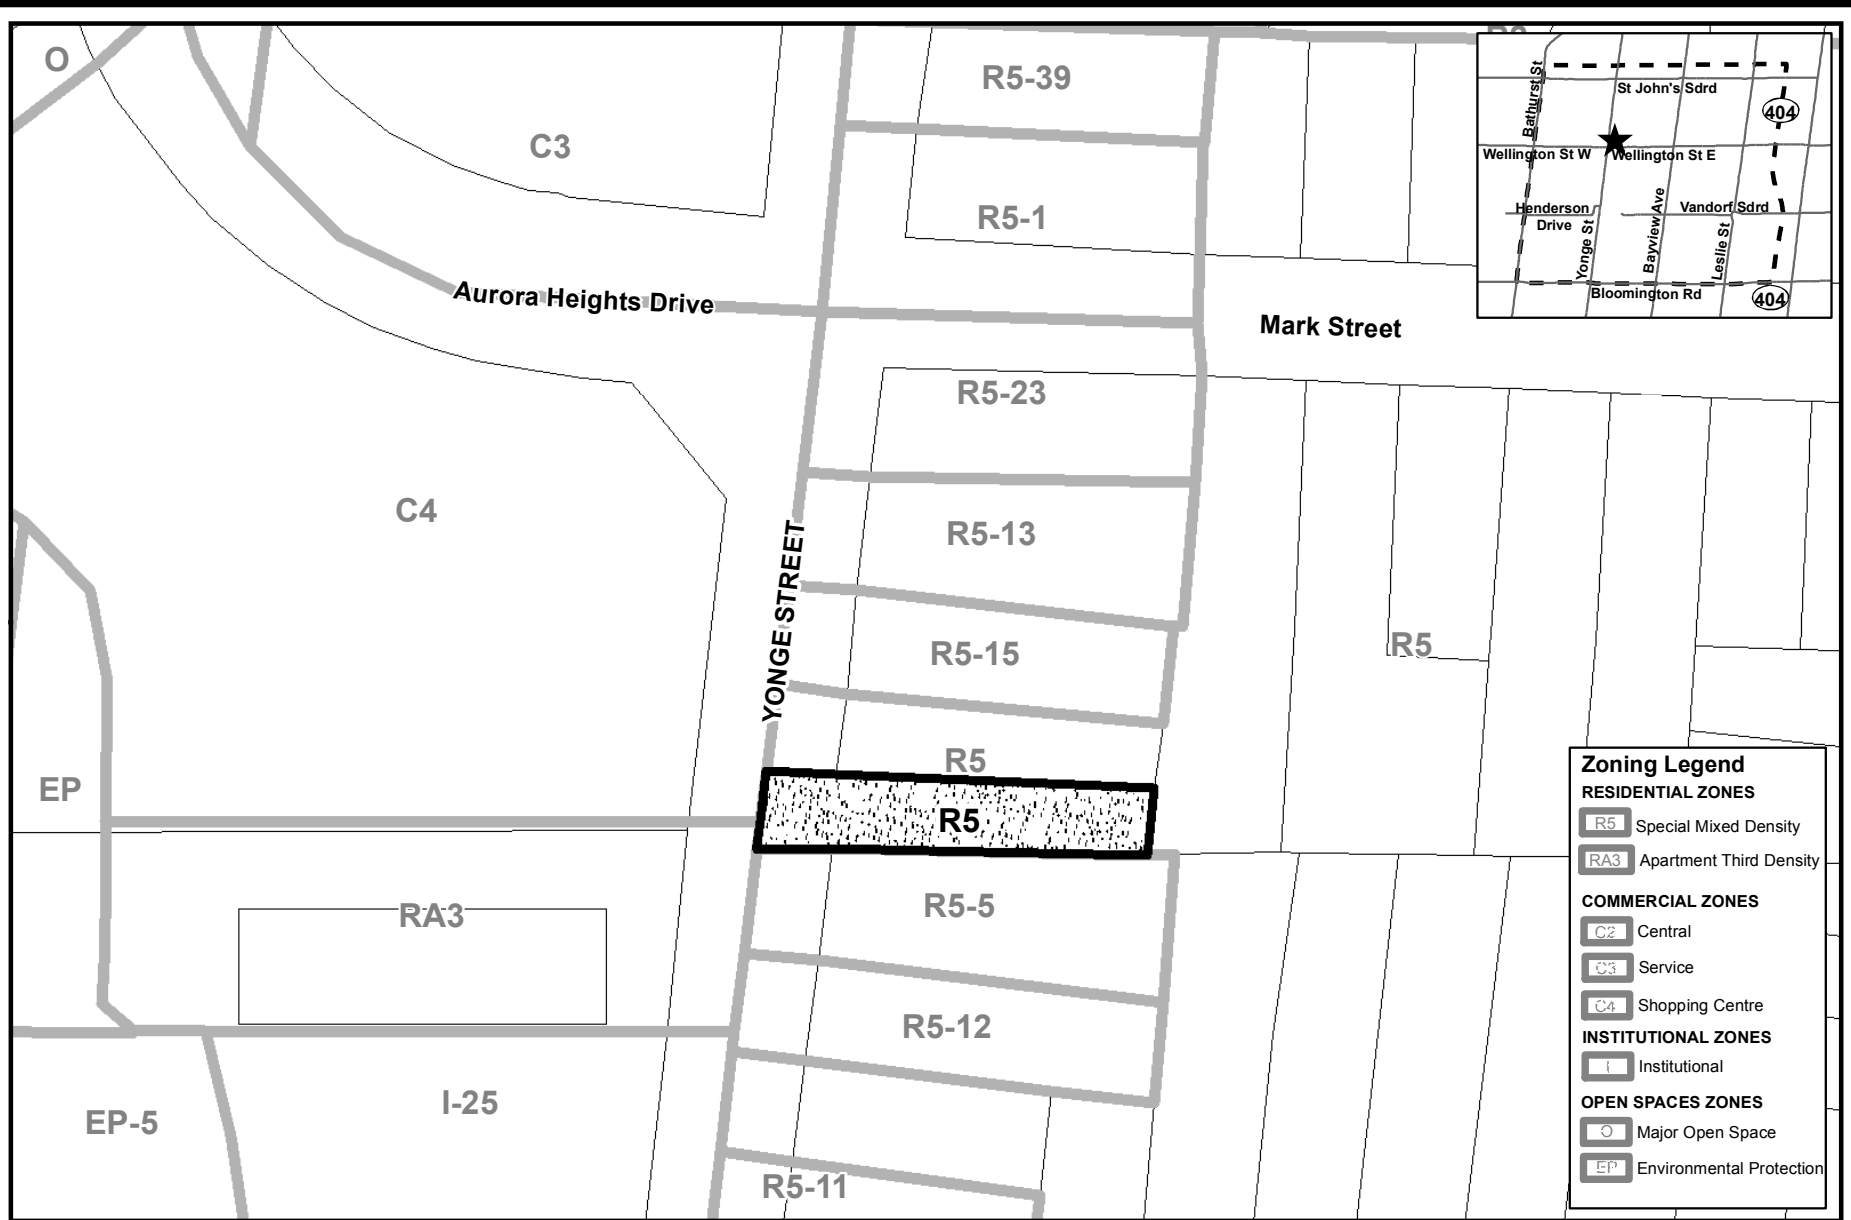 O
R5-39
St John's Sdrd
Bathurst St
404
C3
Wellington St W
Wellington St E
R5-1
Henderson
Drive
Vandorf Sdrd
Yonge St
Bayview Ave
Leslie St
Bloomington Rd
404
Aurora Heights Drive
Mark Street
R5-23
C4
R5-13
YONGE STREET
R5-15
R5
R5
EP
R5
RA3
R5-5
R5-12
I-25
EP-5
R5-11
Zoning Legend
RESIDENTIAL ZONES
R5 Special Mixed Density
RA3 Apartment Third Density
COMMERCIAL ZONES
C2 Central
C3 Service
C4 Shopping Centre
INSTITUTIONAL ZONES
I Institutional
OPEN SPACES ZONES
O Major Open Space
EP Environmental Protection